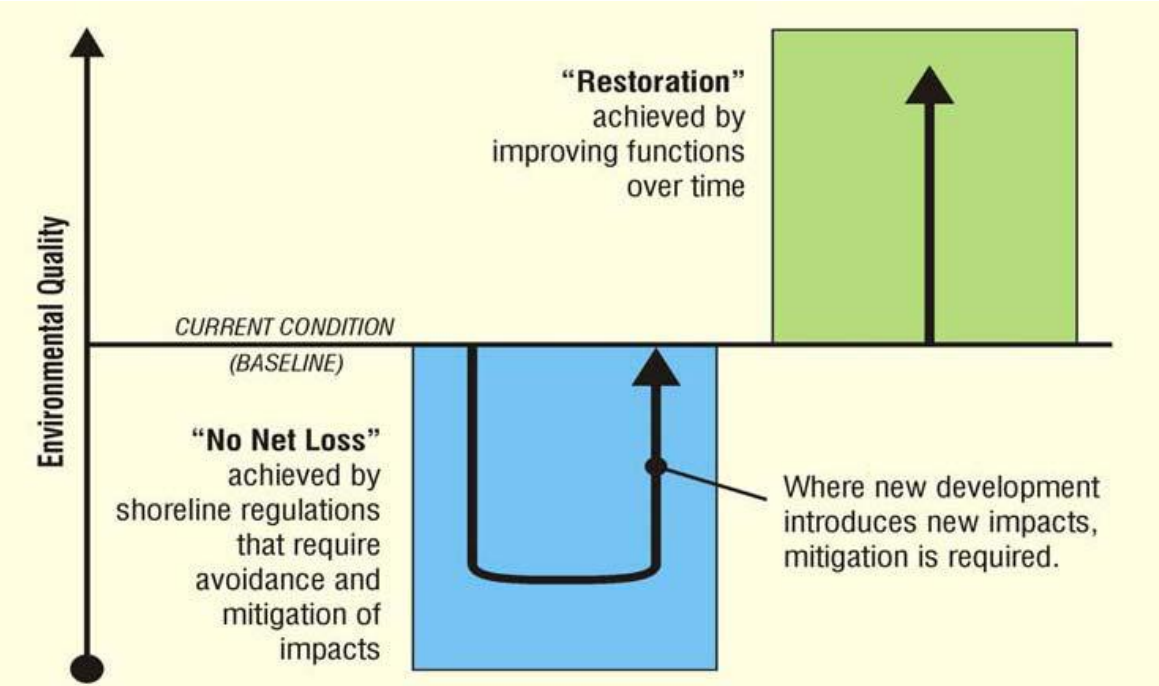 “Restoration”
achieved by
improving functions
over time
Environmental Quality
CURRENT CONDITION
(BASELINE)
“No Net Loss”
achieved by
shoreline regulations
that require
avoidance and
mitigation of
impacts
Where new development
introduces new impacts,
mitigation is required.